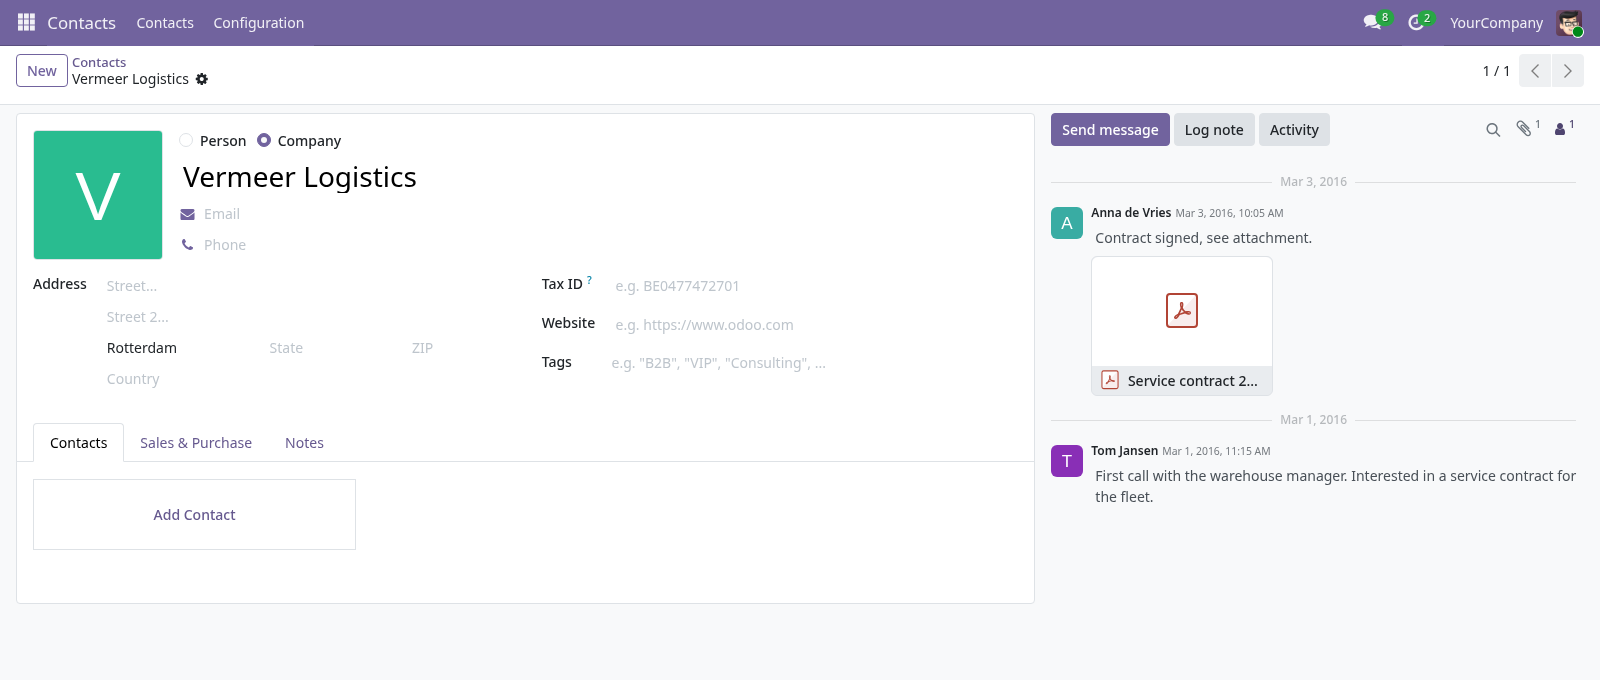 Contacts Contacts Configuration 8 2 YourCompany
New Contacts
Vermeer Logistics
1 / 1
V
Person Company
Vermeer Logistics
Email
Phone
Address Street...
Street 2...
Rotterdam State ZIP
Country
Tax ID ? e.g. BE0477472701
Website e.g. https://www.odoo.com
Tags e.g. "B2B", "VIP", "Consulting", ...
Contacts Sales & Purchase Notes
Add Contact
Send message Log note Activity 1 1
Mar 3, 2016
A Anna de Vries Mar 3, 2016, 10:05 AM
Contract signed, see attachment.
Service contract 2...
Mar 1, 2016
T Tom Jansen Mar 1, 2016, 11:15 AM
First call with the warehouse manager. Interested in a service contract for
the fleet.